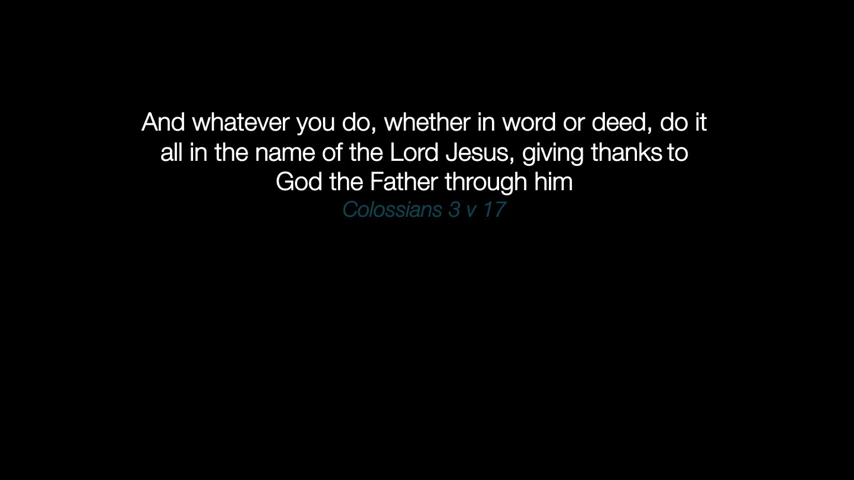 And whatever you do, whether in word or deed, do it
all in the name of the Lord Jesus, giving thanks to
God the Father through him
Colossians 3 v 17